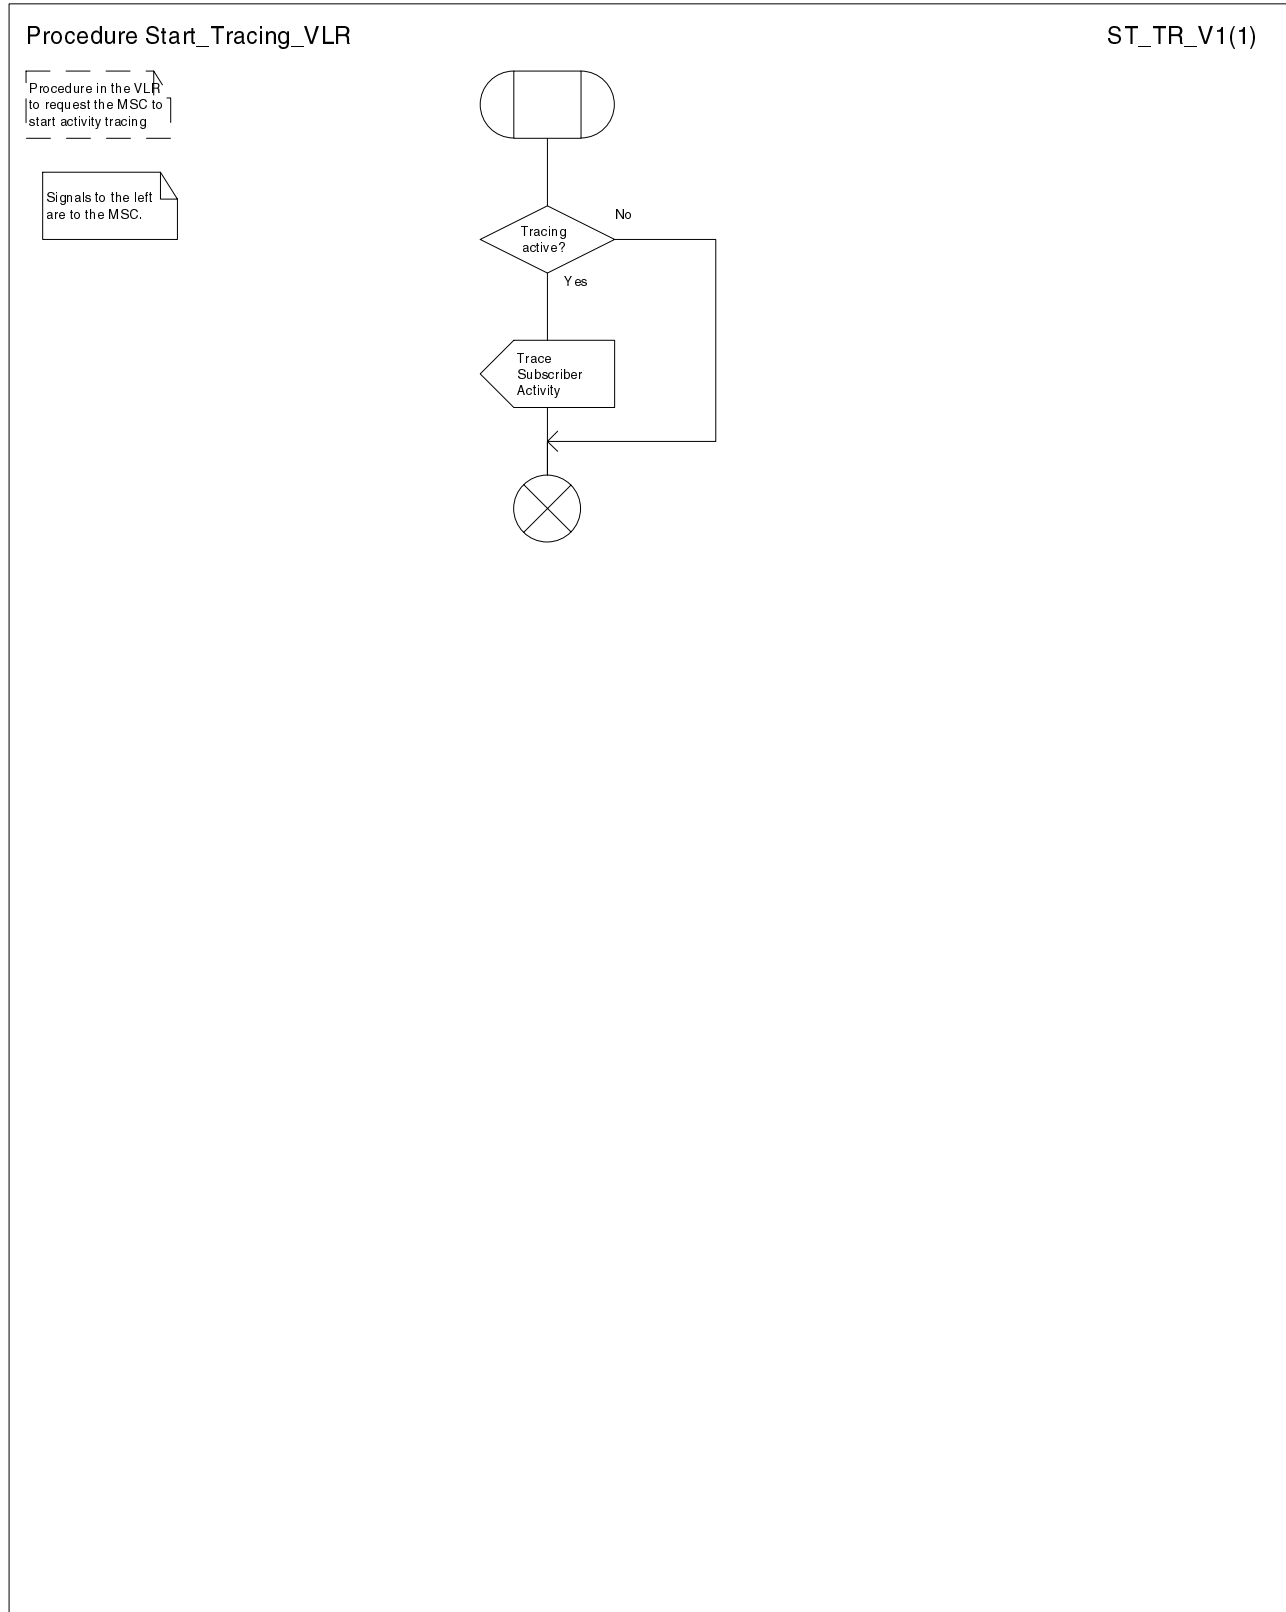 Procedure Start_Tracing_VLR
ST_TR_V1(1)
Procedure in the VLR
to request the MSC to
start activity tracing
Signals to the left
are to the MSC.
No
Tracing
active?
Yes
Trace
Subscriber
Activity